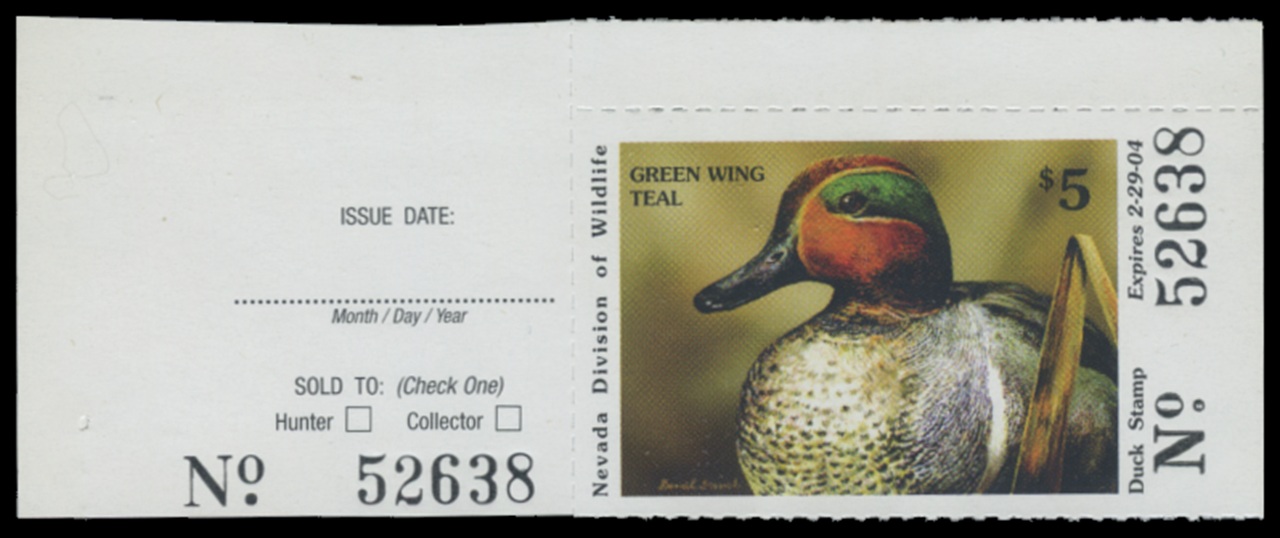 ISSUE DATE:
Month / Day / Year
SOLD TO: (Check One)
Hunter Collector
No. 52638
Nevada Division of Wildlife
GREEN WING
TEAL
$5
Duck Stamp Expires 2-29-04
No. 52638